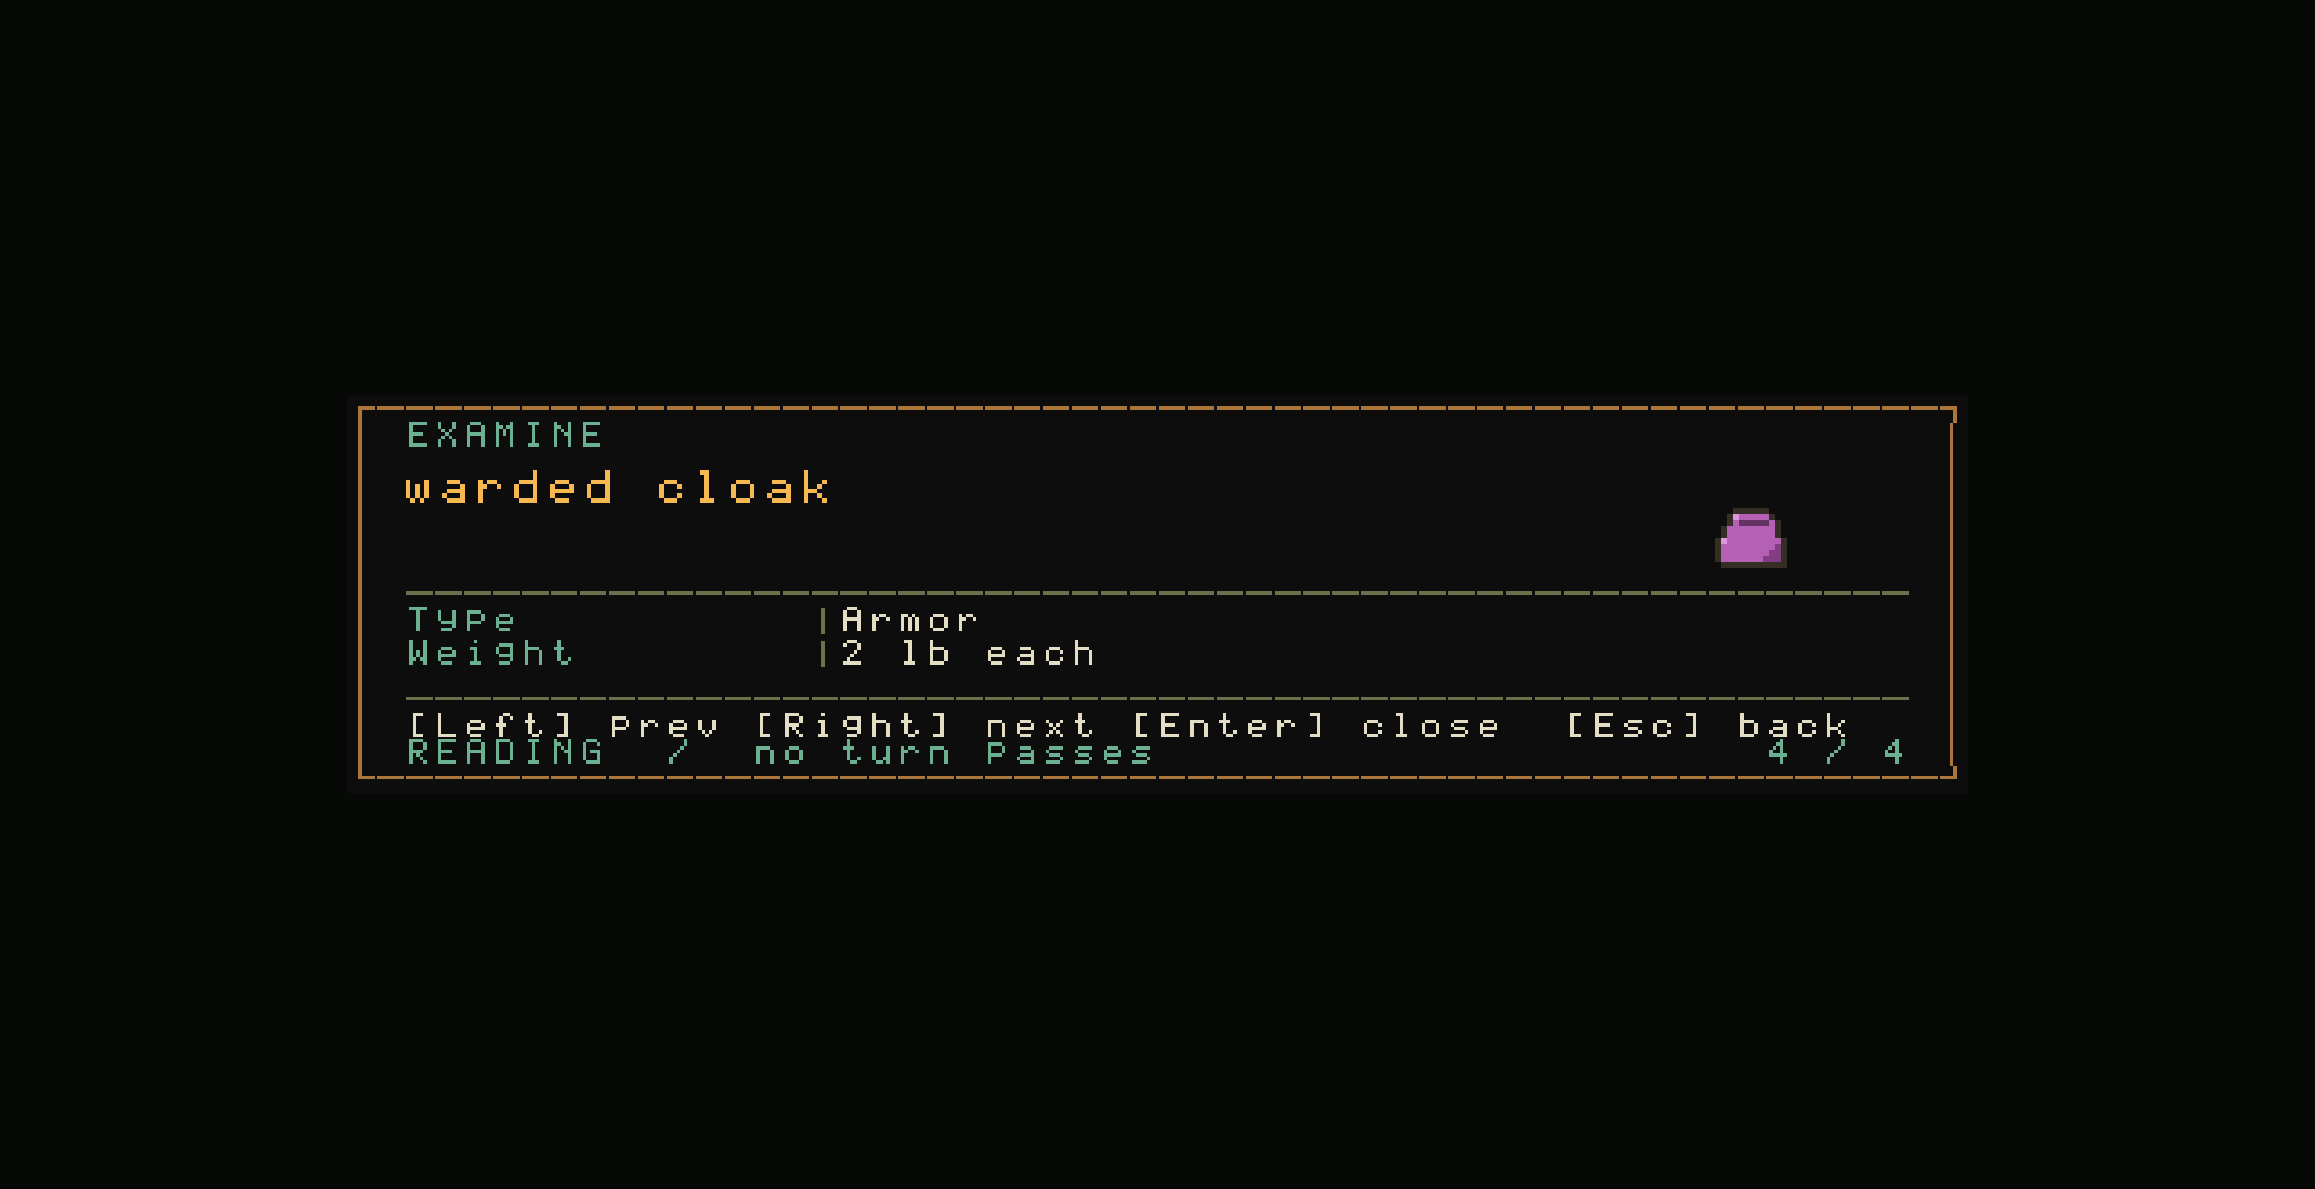 EXAMINE
warded cloak
Type | Armor
Weight | 2 lb each
[Left] prev [Right] next [Enter] close [Esc] back
READING / no turn passes 4 / 4